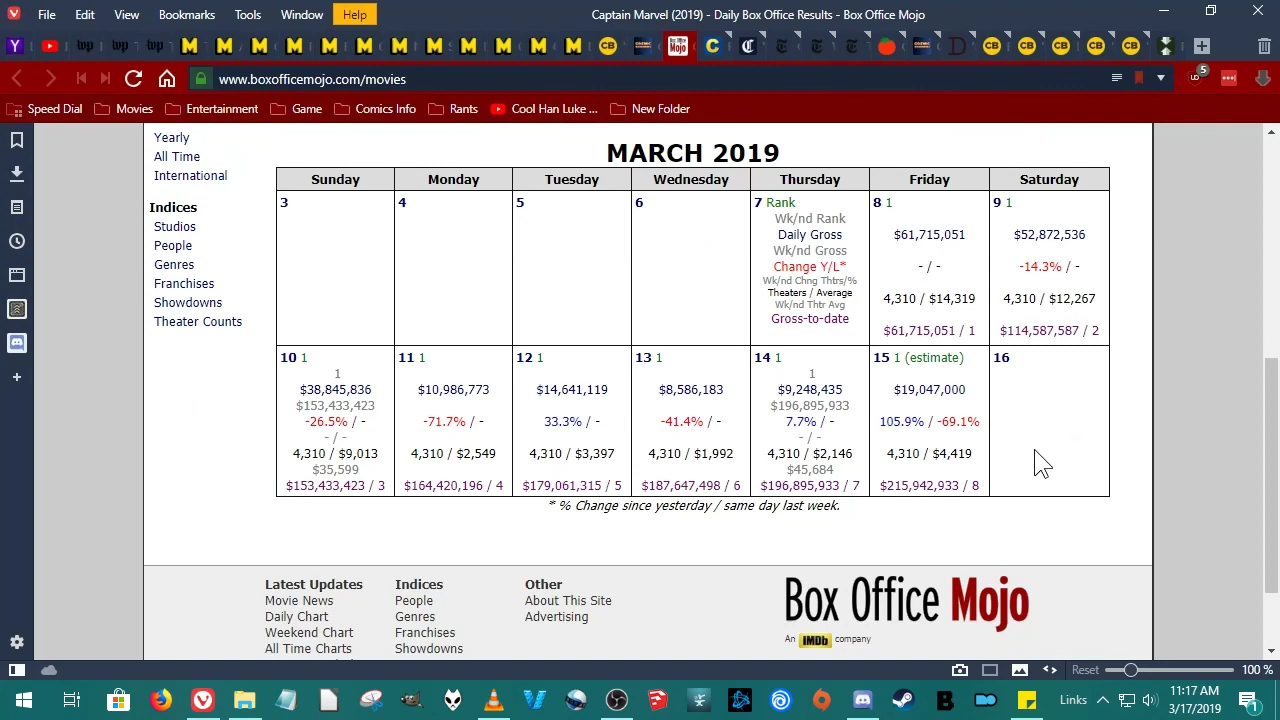 File Edit View Bookmarks Tools Window Help
Captain Marvel (2019) - Daily Box Office Results - Box Office Mojo
www.boxofficemojo.com/movies
5
Speed Dial Movies Entertainment Game Comics Info Rants Cool Han Luke ... New Folder
Yearly
All Time
International
Indices
Studios
People
Genres
Franchises
Showdowns
Theater Counts
MARCH 2019
Sunday Monday Tuesday Wednesday Thursday Friday Saturday
3
4
5
6
7 Rank
Wk/nd Rank
Daily Gross
Wk/nd Gross
Change Y/L*
Wk/nd Chng Thtrs/%
Theaters / Average
Wk/nd Thtr Avg
Gross-to-date
8 1
$61,715,051
- / -
4,310 / $14,319
$61,715,051 / 1
9 1
$52,872,536
-14.3% / -
4,310 / $12,267
$114,587,587 / 2
10 1
1
$38,845,836
$153,433,423
-26.5% / -
- / -
4,310 / $9,013
$35,599
$153,433,423 / 3
11 1
$10,986,773
-71.7% / -
4,310 / $2,549
$164,420,196 / 4
12 1
$14,641,119
33.3% / -
4,310 / $3,397
$179,061,315 / 5
13 1
$8,586,183
-41.4% / -
4,310 / $1,992
$187,647,498 / 6
14 1
1
$9,248,435
$196,895,933
7.7% / -
- / -
4,310 / $2,146
$45,684
$196,895,933 / 7
15 1 (estimate)
$19,047,000
105.9% / -69.1%
4,310 / $4,419
$215,942,933 / 8
16
* % Change since yesterday / same day last week.
Latest Updates
Movie News
Daily Chart
Weekend Chart
All Time Charts
Indices
People
Genres
Franchises
Showdowns
Other
About This Site
Advertising
Box Office Mojo
An IMDb company
Reset 100 %
Links
11:17 AM
3/17/2019
1